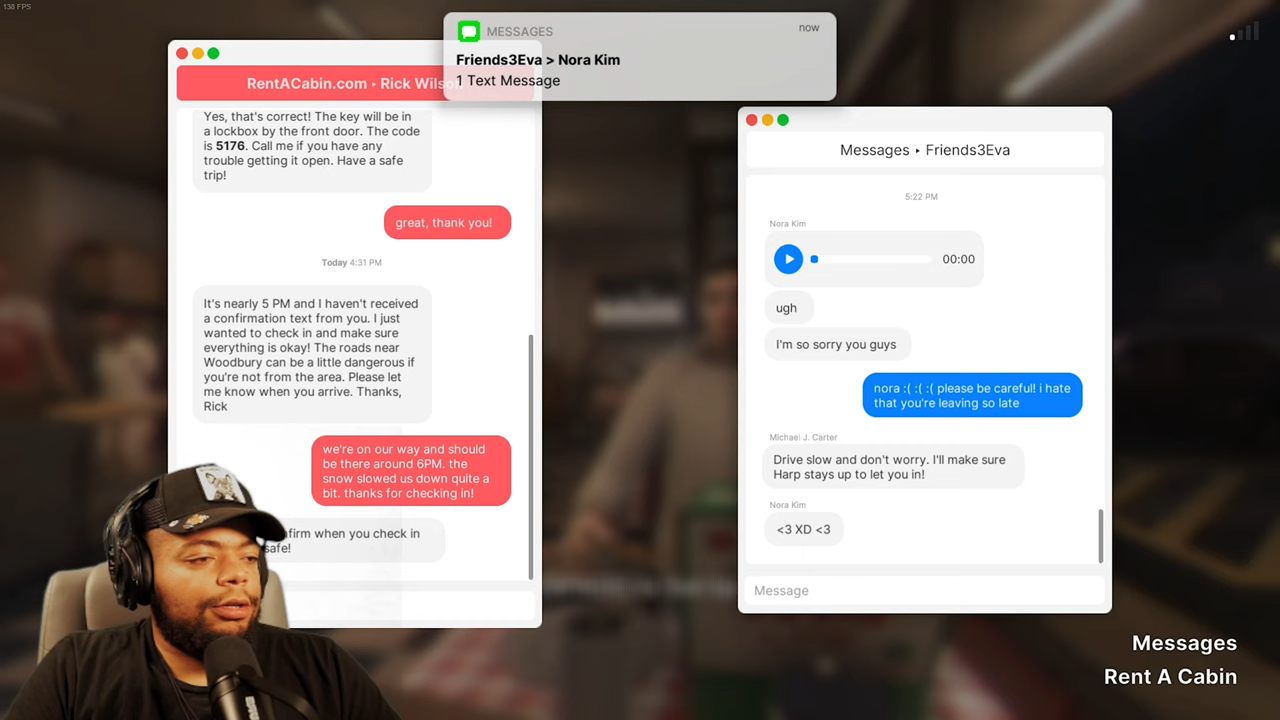 138 FPS
MESSAGES
now
Friends3Eva > Nora Kim
1 Text Message
RentACabin.com ▸ Rick Wilson
Yes, that's correct! The key will be in
a lockbox by the front door. The code
is 5176. Call me if you have any
trouble getting it open. Have a safe
trip!
great, thank you!
Today 4:31 PM
It's nearly 5 PM and I haven't received
a confirmation text from you. I just
wanted to check in and make sure
everything is okay! The roads near
Woodbury can be a little dangerous if
you're not from the area. Please let
me know when you arrive. Thanks,
Rick
we're on our way and should
be there around 6PM. the
snow slowed us down quite a
bit. thanks for checking in!
when you check in
safe!
Messages ▸ Friends3Eva
5:22 PM
Nora Kim
00:00
ugh
I'm so sorry you guys
nora :( :( :( please be careful! i hate
that you're leaving so late
Michael J. Carter
Drive slow and don't worry. I'll make sure
Harp stays up to let you in!
Nora Kim
<3 XD <3
Message
Messages
Rent A Cabin